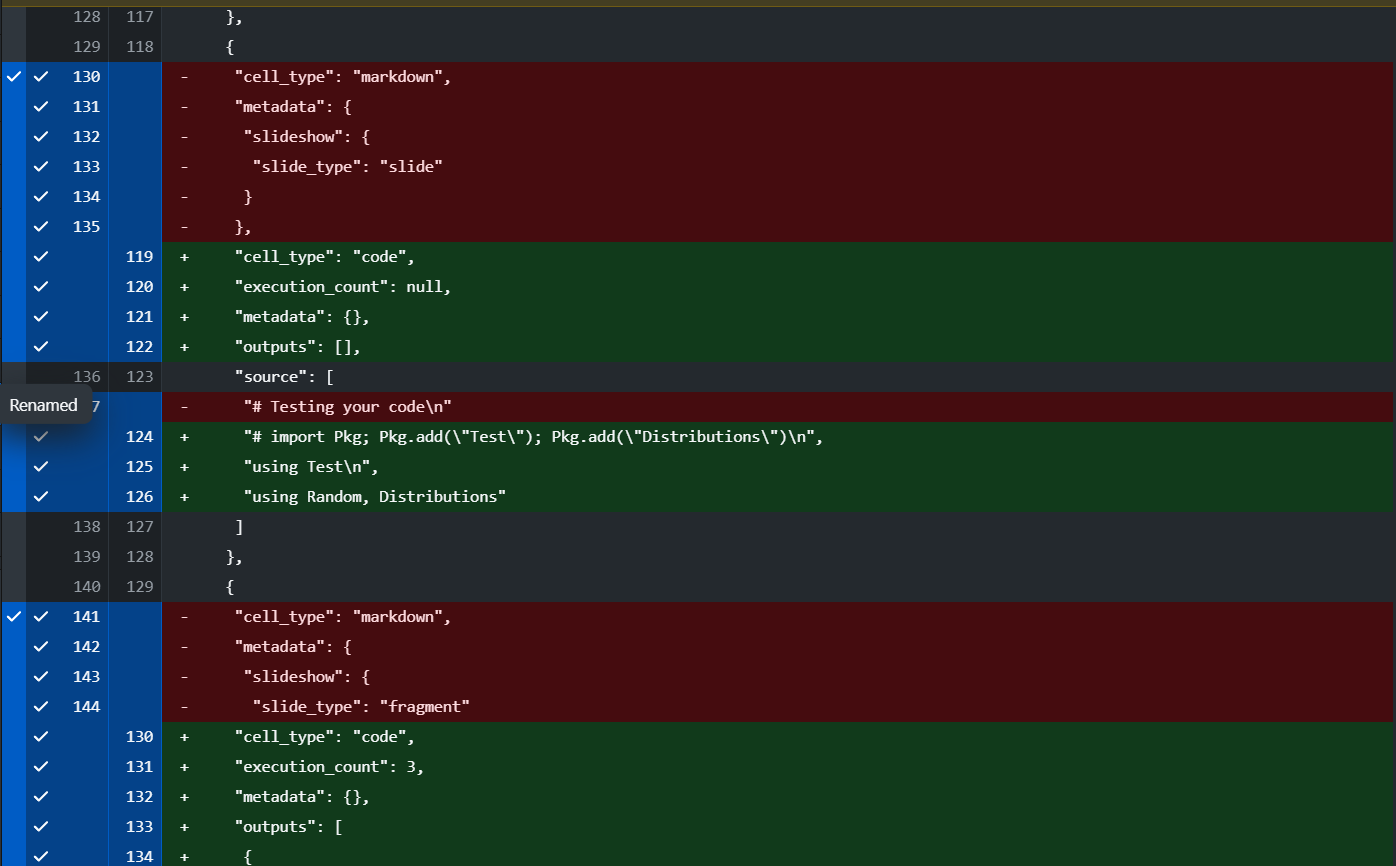 128 117 },
129 118 {
130 - "cell_type": "markdown",
131 - "metadata": {
132 - "slideshow": {
133 - "slide_type": "slide"
134 - }
135 - },
119 + "cell_type": "code",
120 + "execution_count": null,
121 + "metadata": {},
122 + "outputs": [],
136 123 "source": [
Renamed 7 - "# Testing your code\n"
124 + "# import Pkg; Pkg.add(\"Test\"); Pkg.add(\"Distributions\")\n",
125 + "using Test\n",
126 + "using Random, Distributions"
138 127 ]
139 128 },
140 129 {
141 - "cell_type": "markdown",
142 - "metadata": {
143 - "slideshow": {
144 - "slide_type": "fragment"
130 + "cell_type": "code",
131 + "execution_count": 3,
132 + "metadata": {},
133 + "outputs": [
134 + {